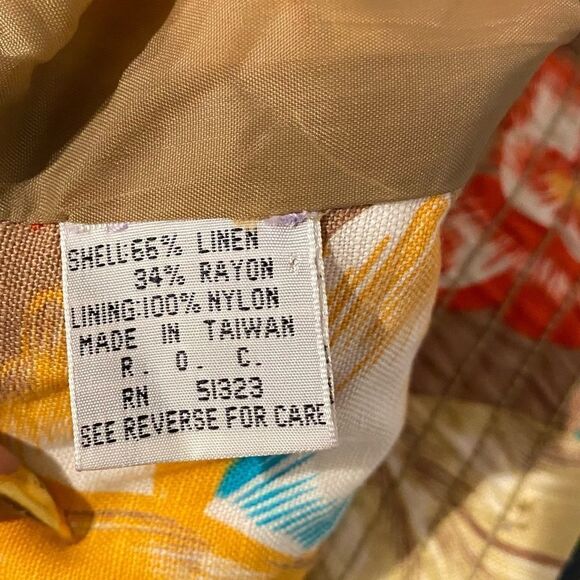 SHELL:66% LINEN
34% RAYON
LINING:100% NYLON
MADE IN TAIWAN
R. O. C.
RN 51323
SEE REVERSE FOR CARE